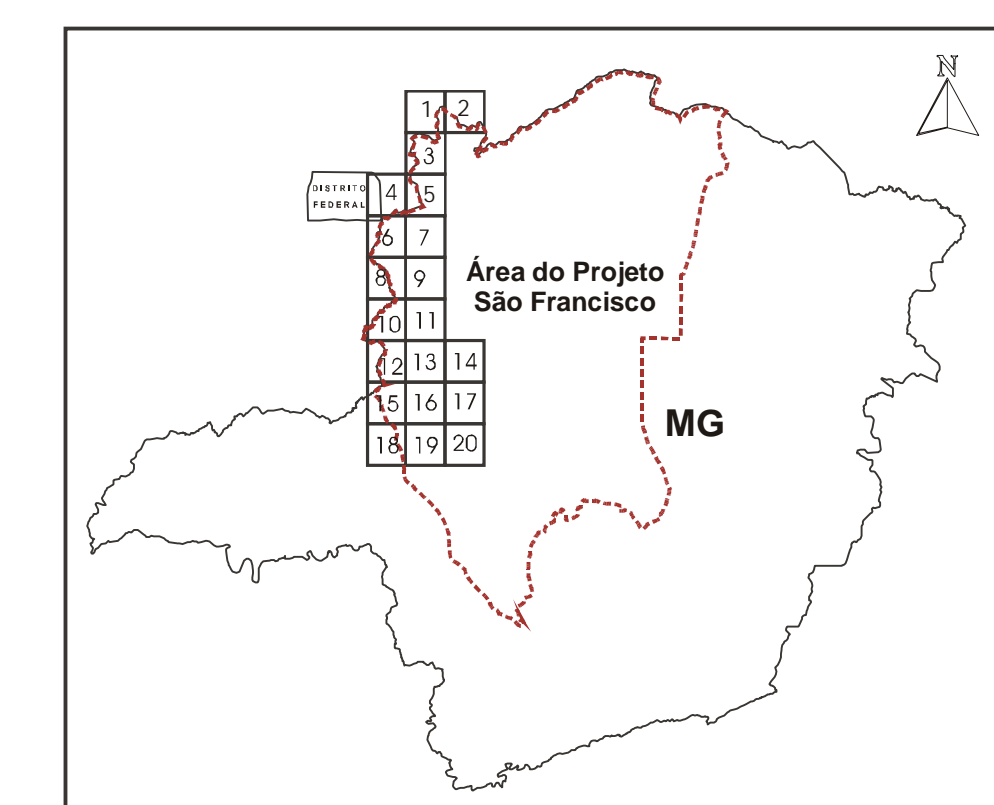 N
1 2
3
DISTRITO
FEDERAL
4 5
6 7
8 9
10 11
12 13 14
15 16 17
18 19 20
Área do Projeto
São Francisco
MG